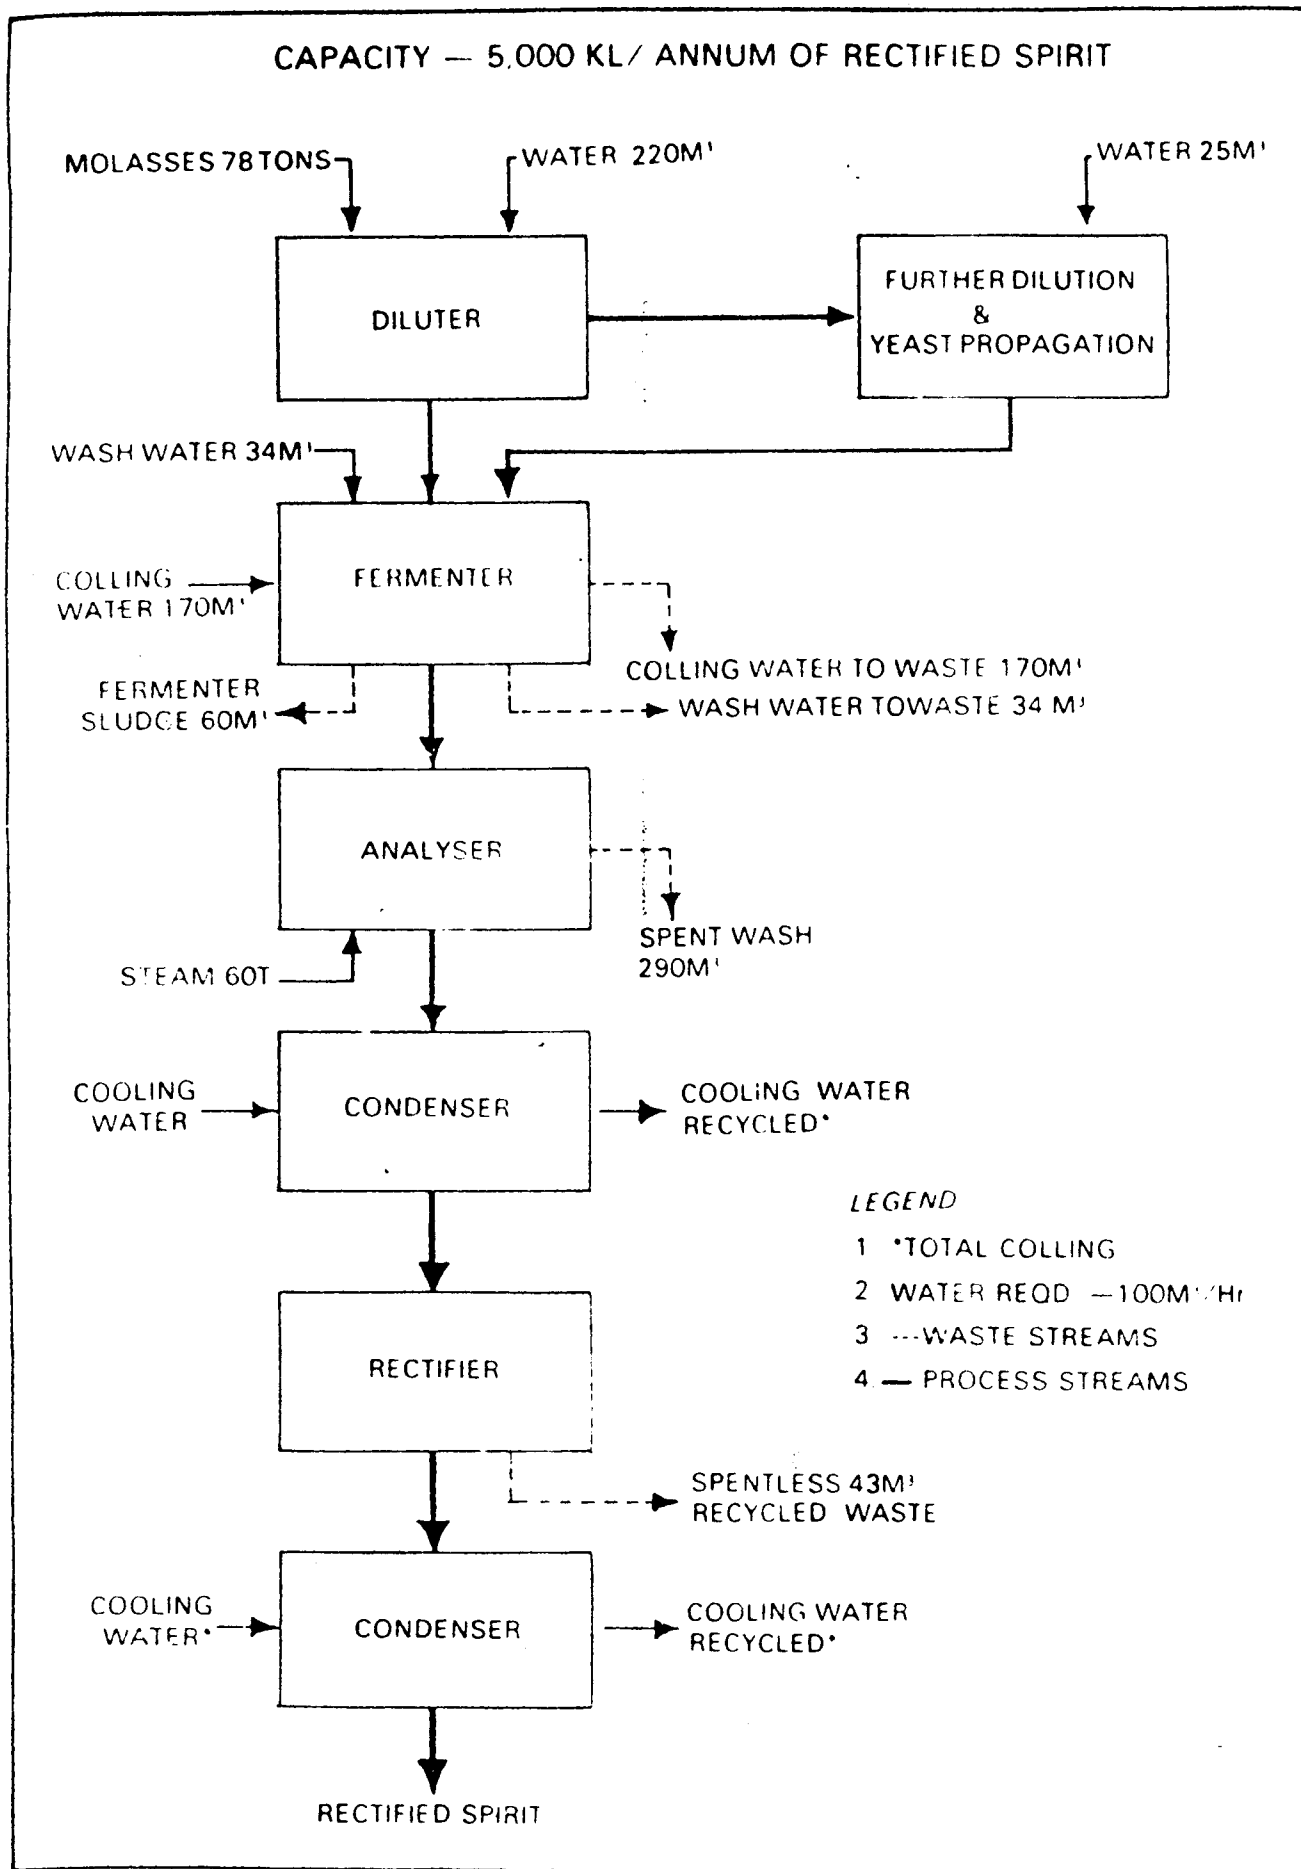 CAPACITY — 5,000 KL/ ANNUM OF RECTIFIED SPIRIT
MOLASSES 78 TONS
WATER 220M³
WATER 25M³
DILUTER
FURTHER DILUTION
&
YEAST PROPAGATION
WASH WATER 34M³
FERMENTER
COLLING
WATER 170M³
COLLING WATER TO WASTE 170M³
FERMENTER
SLUDGE 60M³
WASH WATER TOWASTE 34 M³
ANALYSER
SPENT WASH
290M³
STEAM 60T
COOLING
WATER
CONDENSER
COOLING WATER
RECYCLED*
LEGEND
1 *TOTAL COLLING
2 WATER REQD —100M³/Hr
3 ---WASTE STREAMS
4 — PROCESS STREAMS
RECTIFIER
SPENTLESS 43M³
RECYCLED WASTE
COOLING
WATER*
CONDENSER
COOLING WATER
RECYCLED*
RECTIFIED SPIRIT